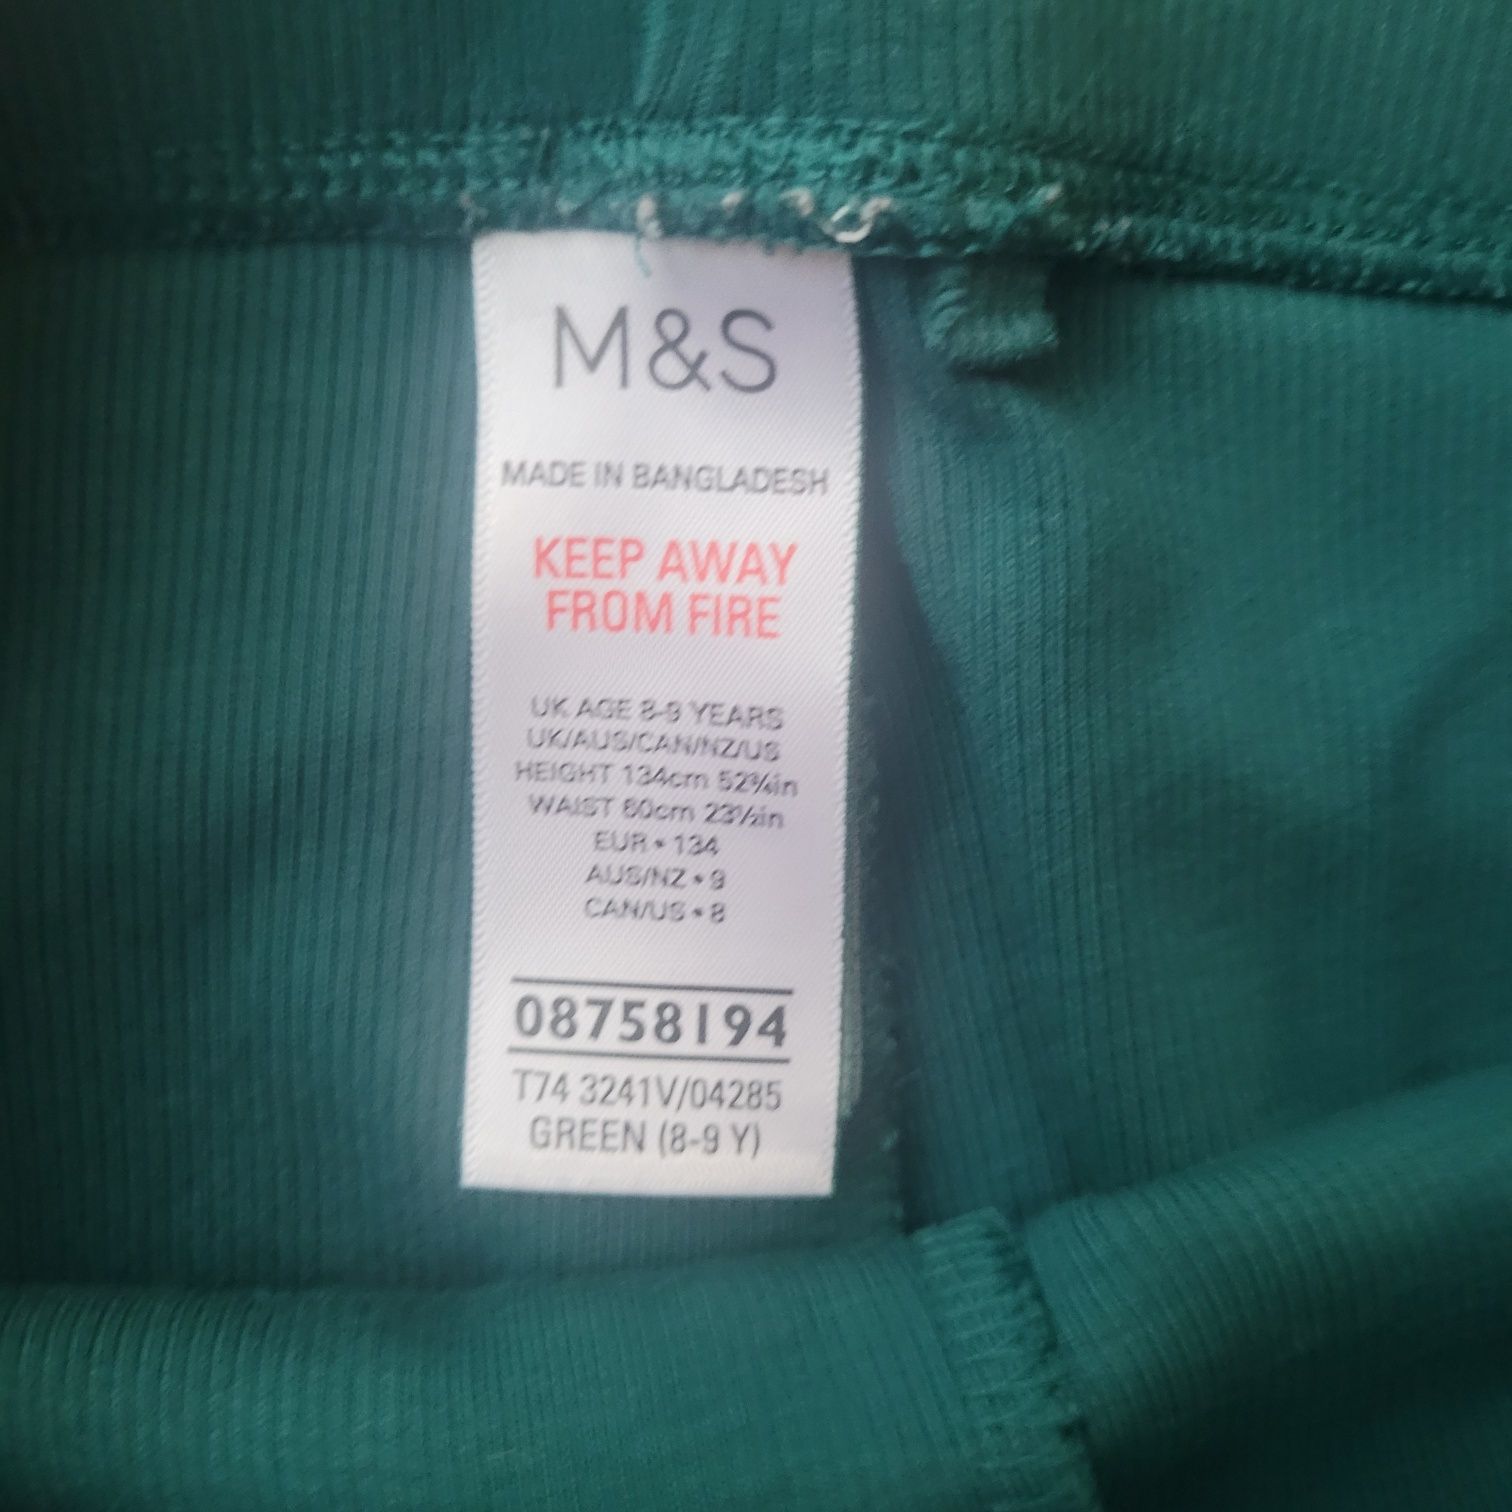 M&S
MADE IN BANGLADESH
KEEP AWAY
FROM FIRE
UK AGE 8-9 YEARS
UK/AUS/CAN/NZ/US
HEIGHT 134cm 52¾in
WAIST 60cm 23½in
EUR • 134
AUS/NZ • 9
CAN/US • 8
08758194
T74 3241V/04285
GREEN (8-9 Y)